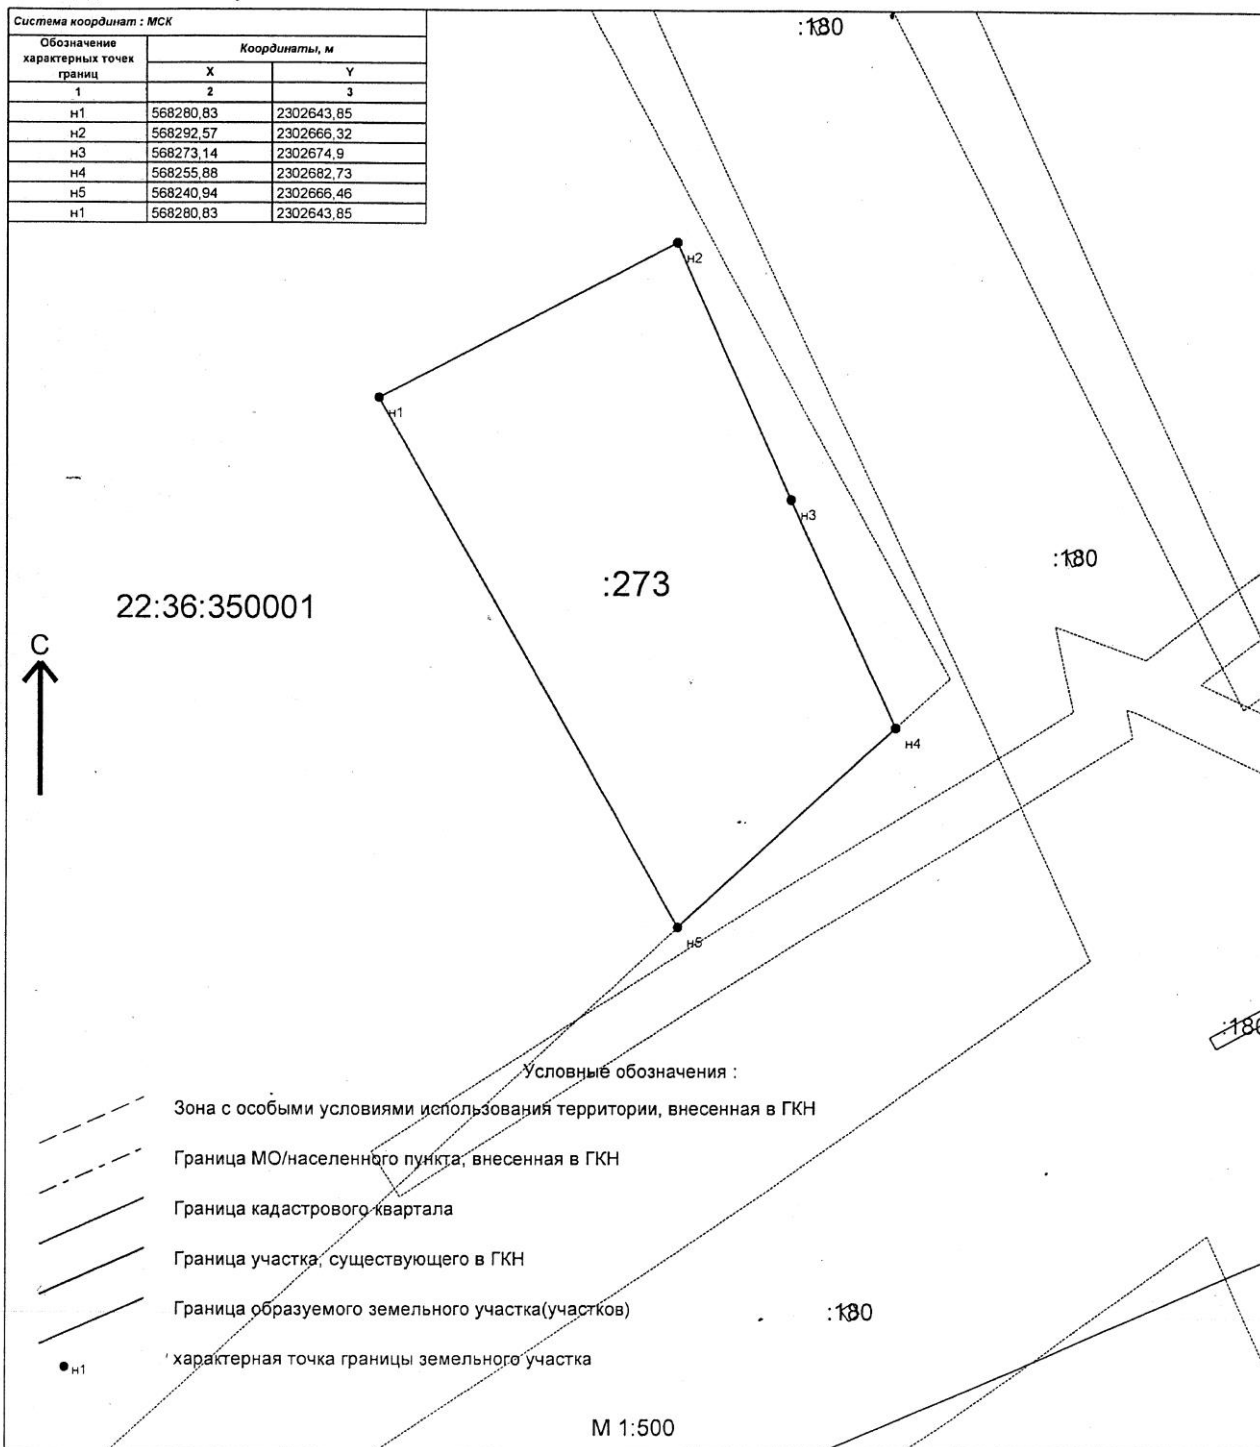 Система координат : МСК
Обозначение характерных точек границ
Координаты, м
X Y
1 2 3
н1 568280,83 2302643,85
н2 568292,57 2302666,32
н3 568273,14 2302674,9
н4 568255,88 2302682,73
н5 568240,94 2302666,46
н1 568280,83 2302643,85
:180
н2
н1
н3
:180
:273
22:36:350001
С
н4
н5
:180
Условные обозначения :
Зона с особыми условиями использования территории, внесенная в ГКН
Граница МО/населенного пункта, внесенная в ГКН
Граница кадастрового квартала
Граница участка, существующего в ГКН
Граница образуемого земельного участка(участков)
:180
н1 характерная точка границы земельного участка
М 1:500